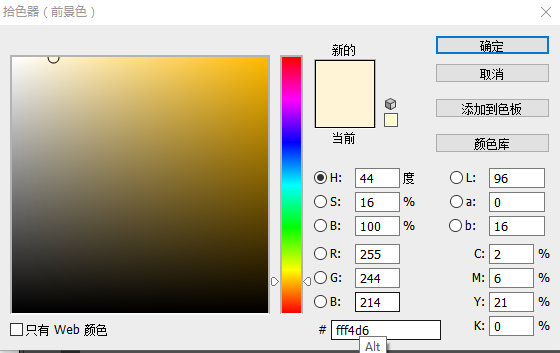 拾色器（前景色）
新的
当前
确定
取消
添加到色板
颜色库
H: 44 度
S: 16 %
B: 100 %
R: 255
G: 244
B: 214
L: 96
a: 0
b: 16
C: 2 %
M: 6 %
Y: 21 %
K: 0 %
# fff4d6
只有 Web 颜色
Alt